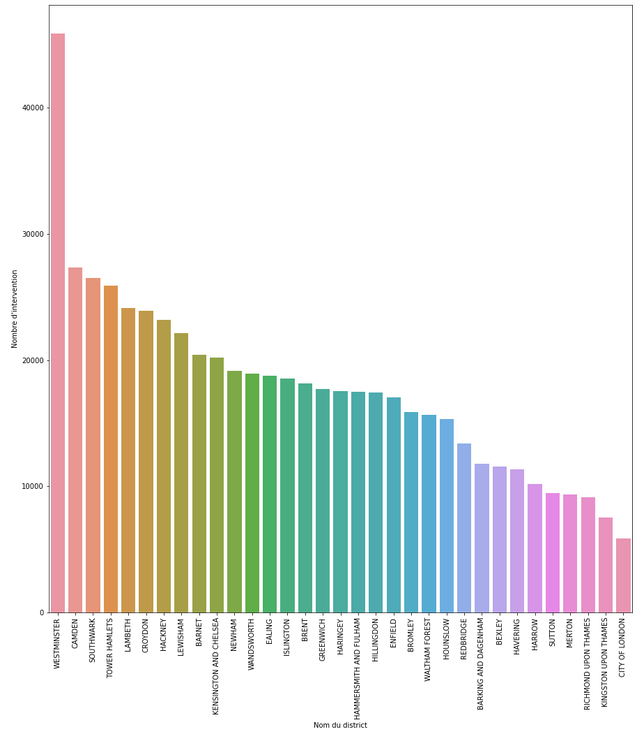 Nombre d'intervention
40000
30000
20000
10000
0
WESTMINSTER
CAMDEN
SOUTHWARK
TOWER HAMLETS
LAMBETH
CROYDON
HACKNEY
LEWISHAM
BARNET
KENSINGTON AND CHELSEA
NEWHAM
WANDSWORTH
EALING
ISLINGTON
BRENT
GREENWICH
HARINGEY
HAMMERSMITH AND FULHAM
HILLINGDON
ENFIELD
BROMLEY
WALTHAM FOREST
HOUNSLOW
REDBRIDGE
BARKING AND DAGENHAM
BEXLEY
HAVERING
HARROW
SUTTON
MERTON
RICHMOND UPON THAMES
KINGSTON UPON THAMES
CITY OF LONDON
Nom du district